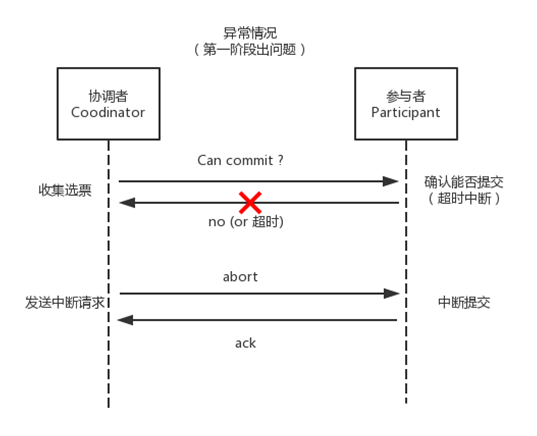 异常情况
（第一阶段出问题）
协调者
Coodinator
参与者
Participant
Can commit ?
收集选票
确认能否提交
（超时中断）
no (or 超时)
abort
发送中断请求
中断提交
ack